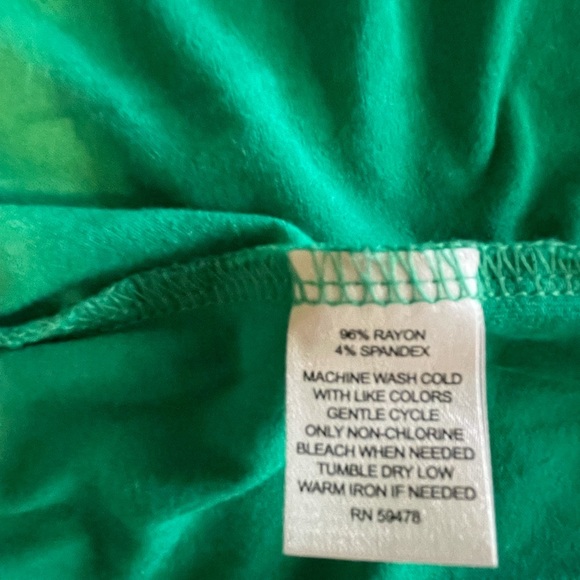 96% RAYON
4% SPANDEX
MACHINE WASH COLD
WITH LIKE COLORS
GENTLE CYCLE
ONLY NON-CHLORINE
BLEACH WHEN NEEDED
TUMBLE DRY LOW
WARM IRON IF NEEDED
RN 59478